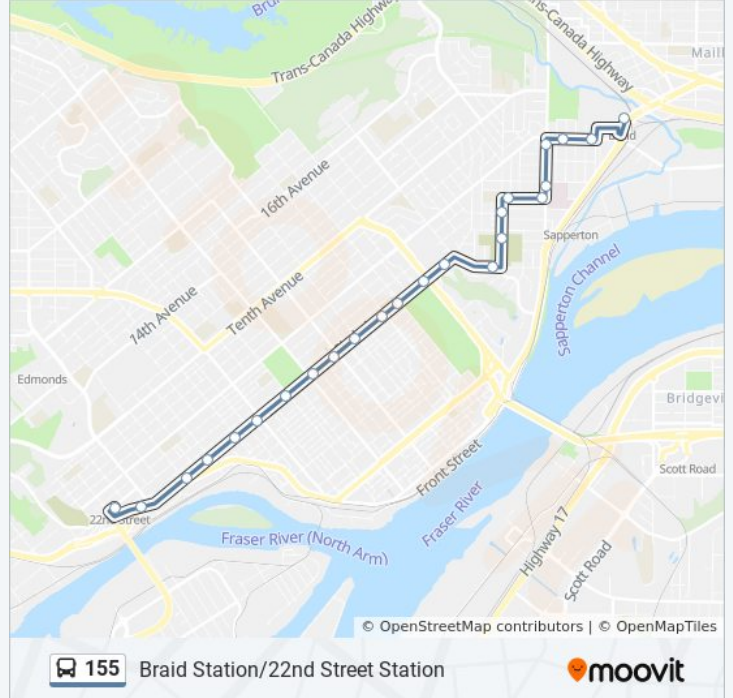 Bru
Trans-Canada Highway
Trans-Canada Highway
Maill
16th Avenue
Sapperton
Sapperton Channel
14th Avenue
Tenth Avenue
Edmonds
Bridgevi
Scott Road
Front Street
22nd Street
Fraser River (North Arm)
Fraser River
Highway 17
Scott Road
© OpenStreetMap contributors | © OpenMapTiles
155 Braid Station/22nd Street Station
moovit